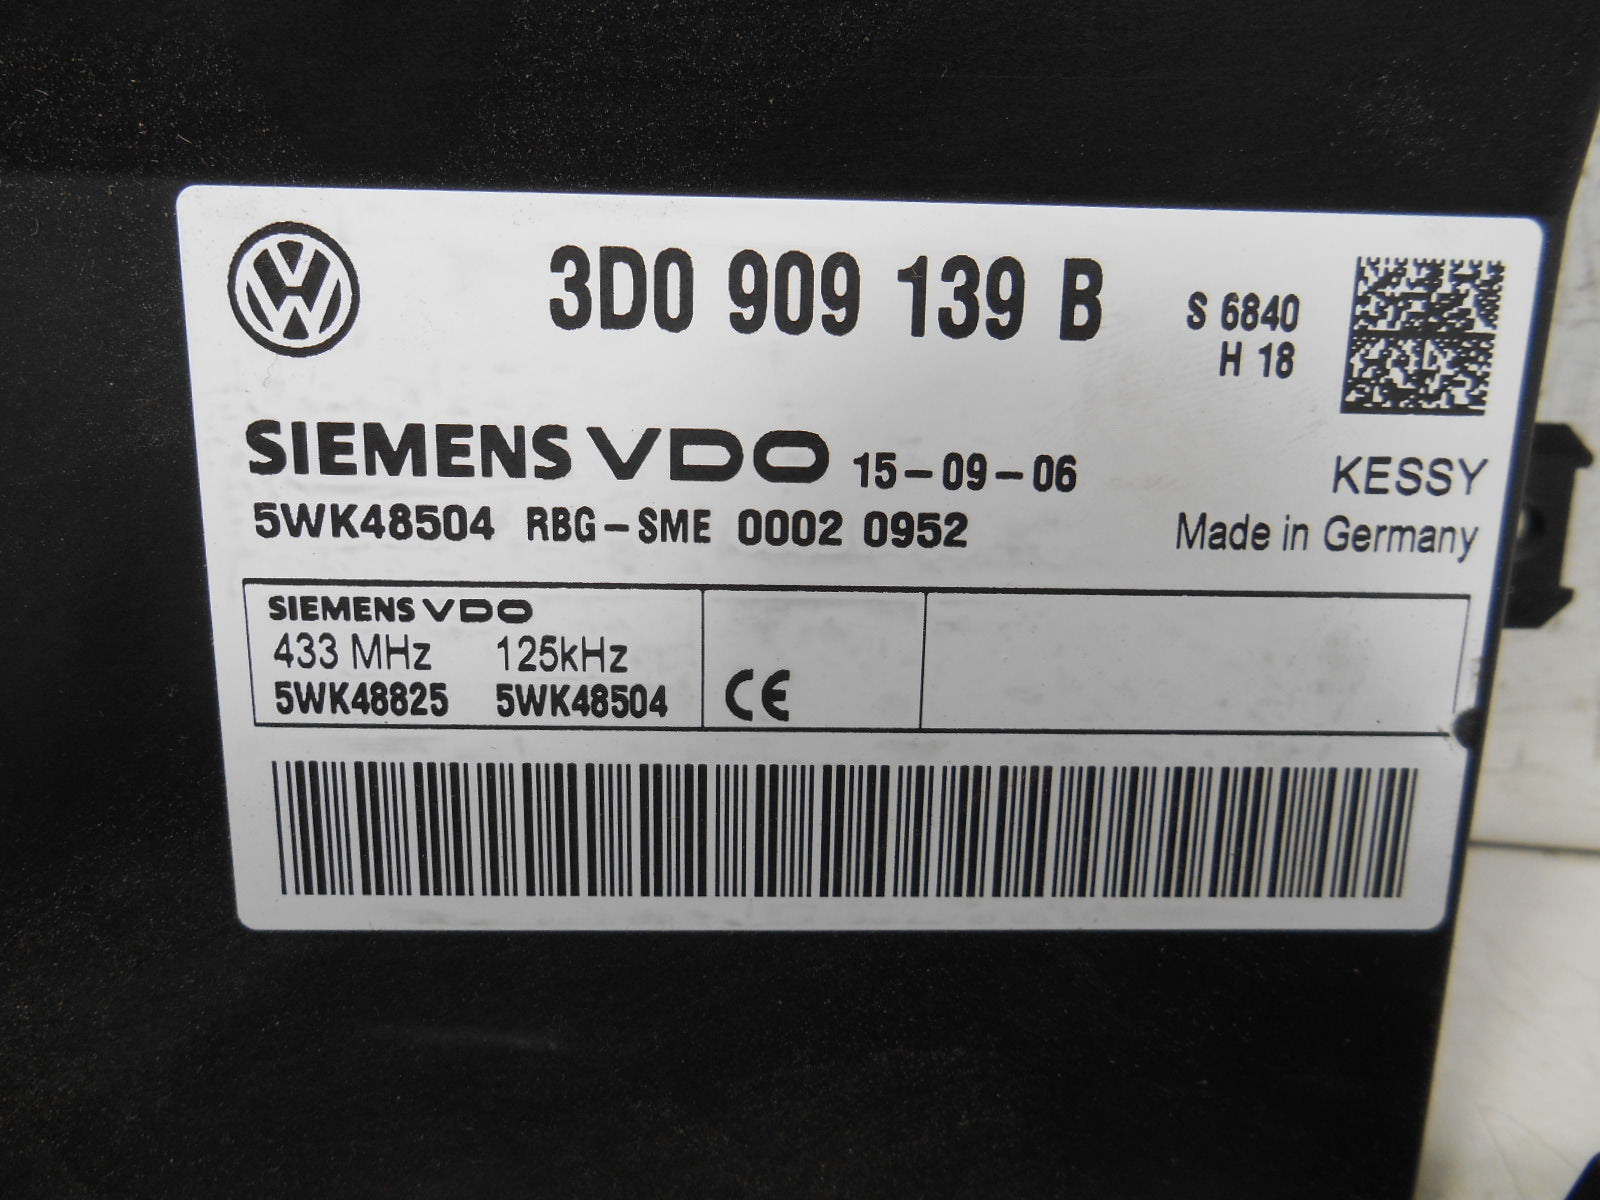 3D0 909 139 B
S 6840
H 18
SIEMENS VDO 15-09-06
KESSY
5WK48504 RBG-SME 0002 0952
Made in Germany
SIEMENS VDO
433 MHz 125kHz
5WK48825 5WK48504
CE